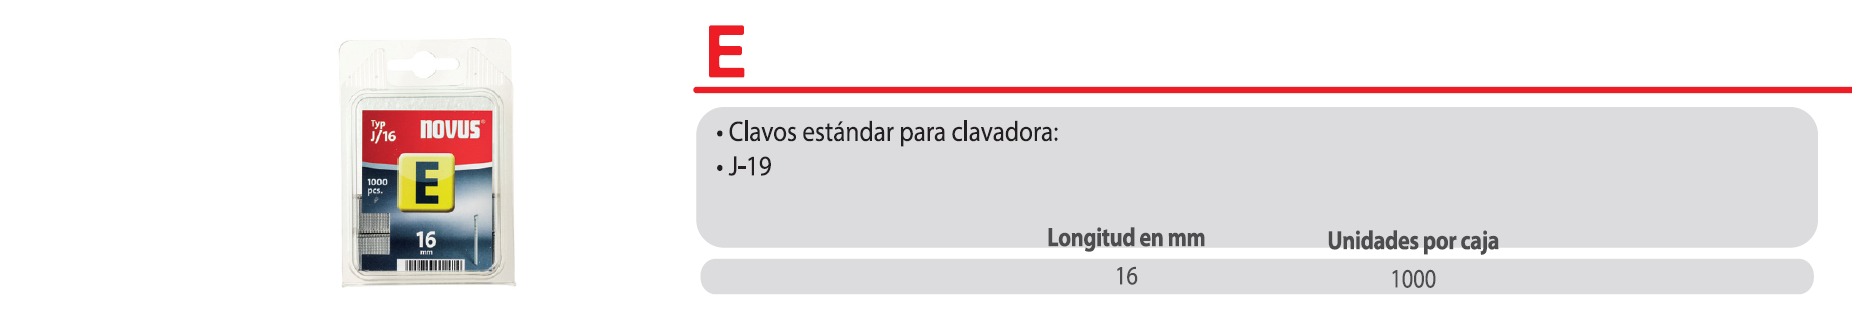 E
Typ
J/16
novus®
E
1000
pcs.
16
mm
• Clavos estándar para clavadora:
• J-19
Longitud en mm
Unidades por caja
16
1000